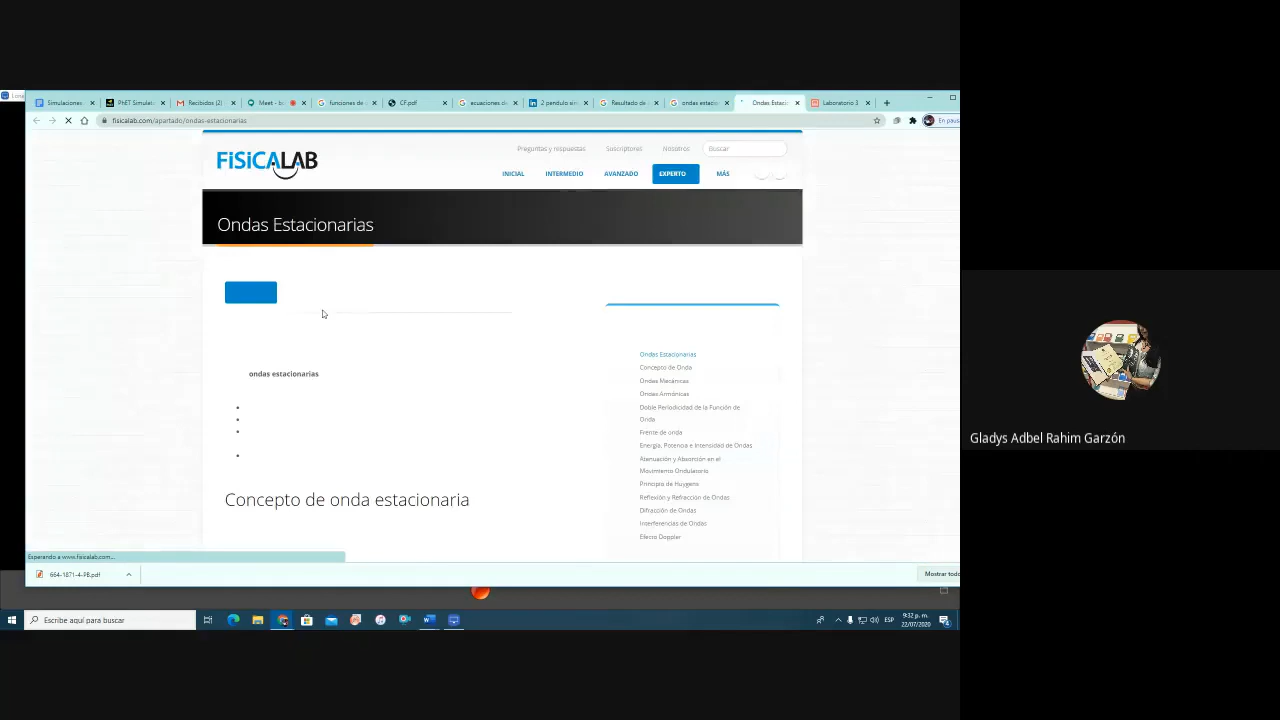 Simulaciones
PhET Simulat
Recibidos (2)
Meet - b
funciones de
CF.pdf
ecuaciones de
2 pendulo sim
Resultado de
ondas estacio
Ondas Estaci
Laboratorio 3
fisicalab.com/apartado/ondas-estacionarias
En paus
Preguntas y respuestas
Suscriptores
Nosotros
Buscar
FiSiCALAB
INICIAL
INTERMEDIO
AVANZADO
EXPERTO
MÁS
Ondas Estacionarias
ondas estacionarias
Concepto de onda estacionaria
Ondas Estacionarias
Concepto de Onda
Ondas Mecánicas
Ondas Armónicas
Doble Periodicidad de la Función de
Onda
Frente de onda
Energía, Potencia e Intensidad de Ondas
Atenuación y Absorción en el
Movimiento Ondulatorio
Principio de Huygens
Reflexión y Refracción de Ondas
Difracción de Ondas
Interferencias de Ondas
Efecto Doppler
Esperando a www.fisicalab.com...
664-1871-4-PB.pdf
Mostrar todo
Escribe aquí para buscar
ESP
9:32 p. m.
22/07/2020
Gladys Adbel Rahim Garzón